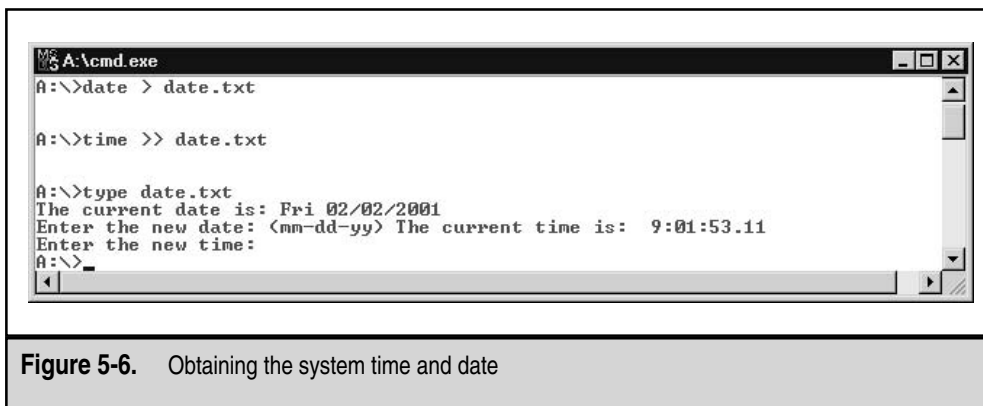 A:\cmd.exe
A:\>date > date.txt
A:\>time >> date.txt
A:\>type date.txt
The current date is: Fri 02/02/2001
Enter the new date: (mm-dd-yy) The current time is:  9:01:53.11
Enter the new time:
A:\>_
Figure 5-6. Obtaining the system time and date